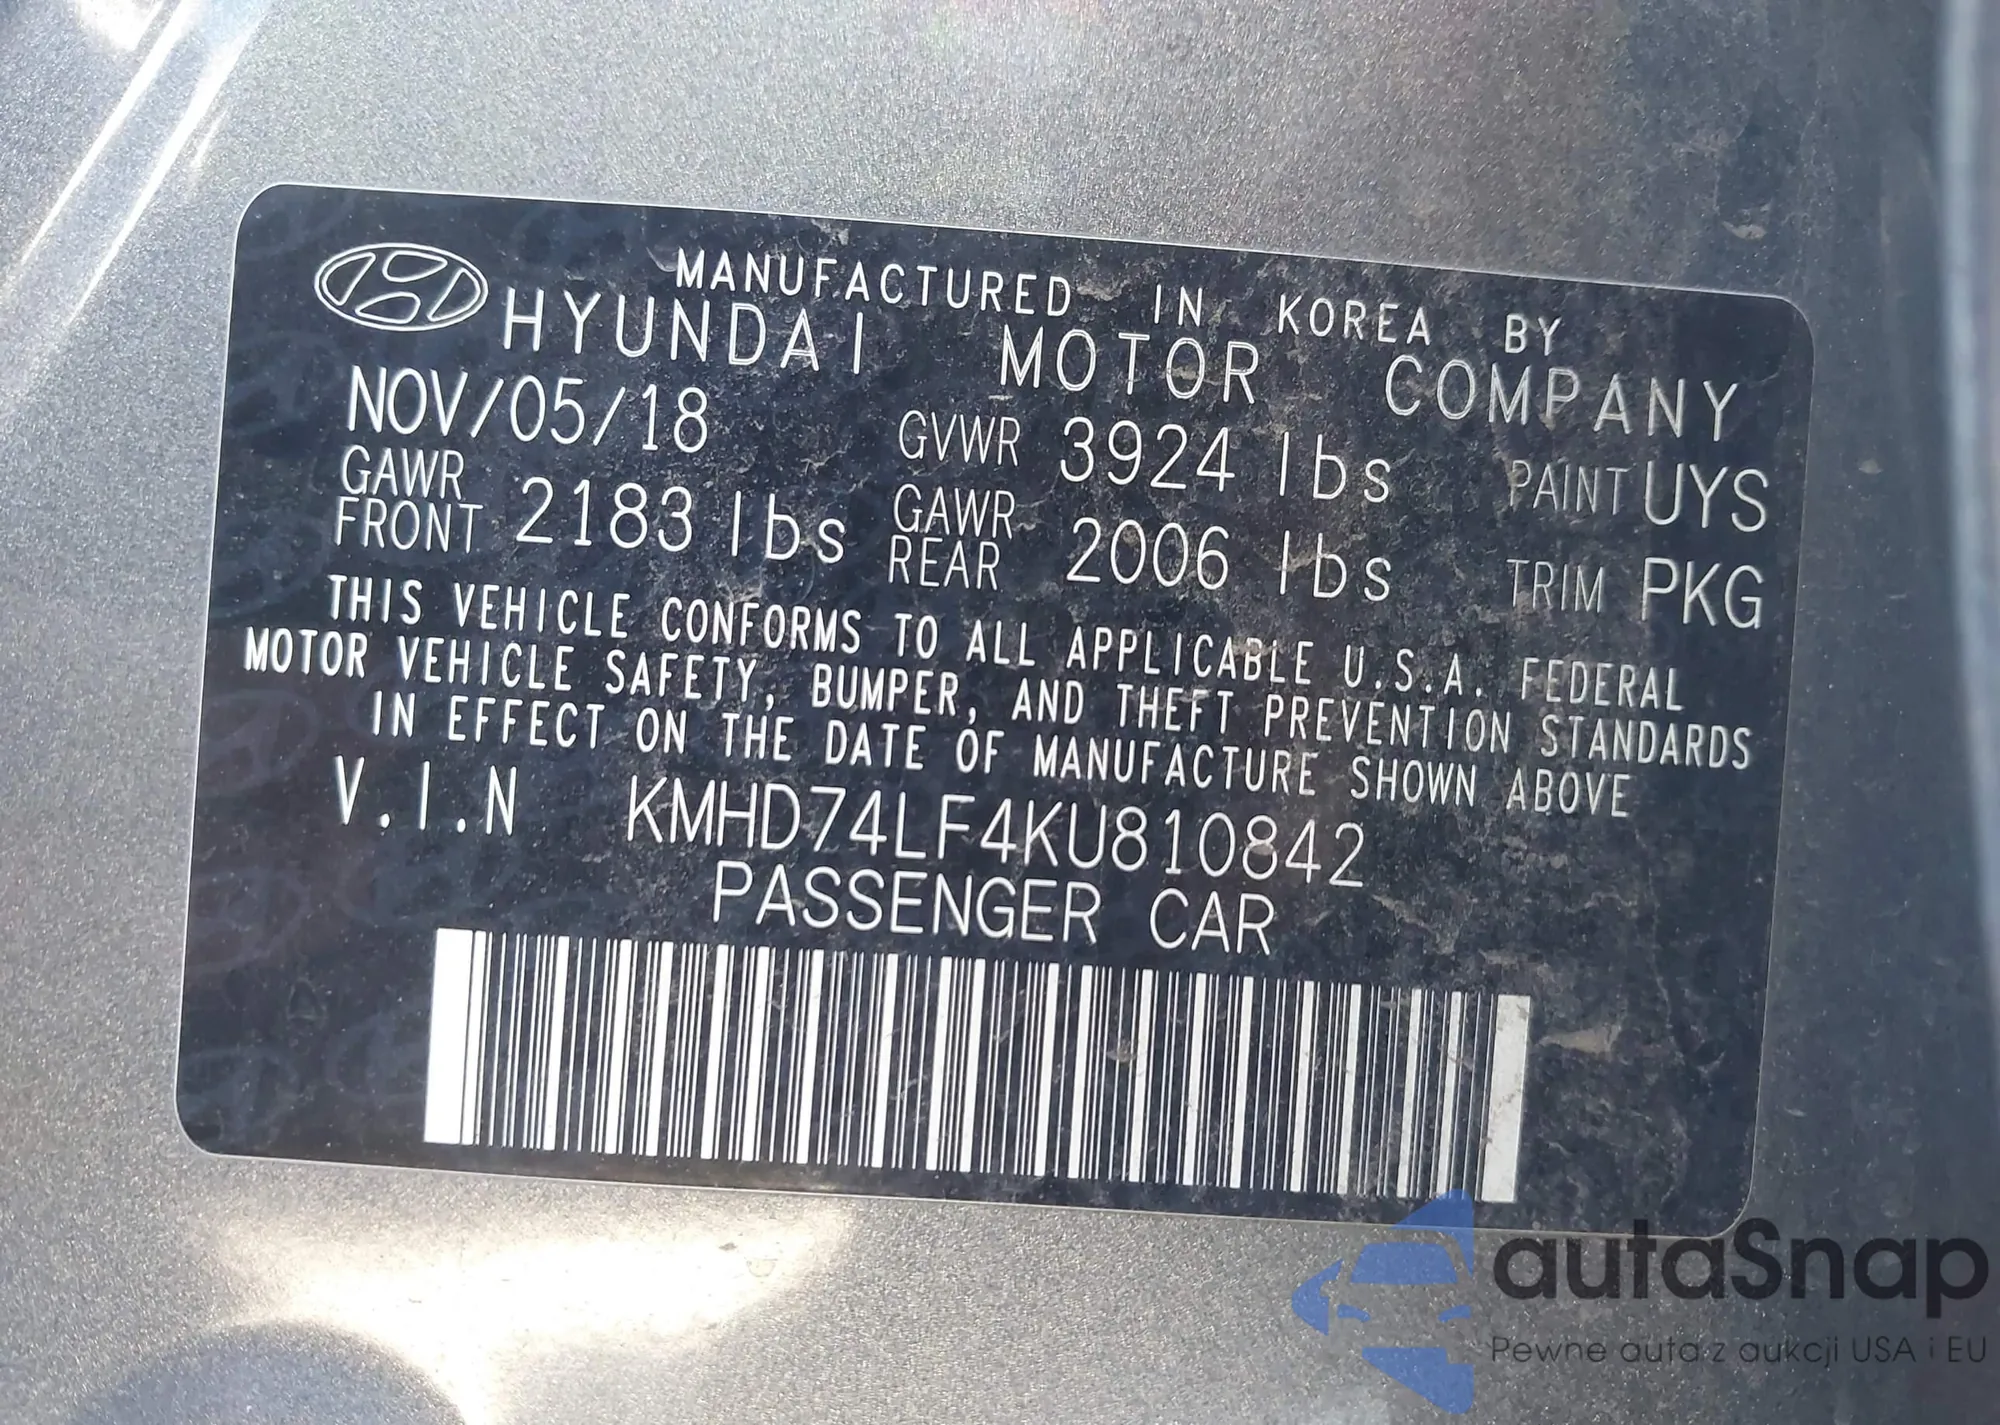 MANUFACTURED IN KOREA BY
HYUNDAI MOTOR COMPANY
NOV/05/18 GVWR 3924 lbs PAINT UYS
GAWR FRONT 2183 lbs GAWR REAR 2006 lbs TRIM PKG
THIS VEHICLE CONFORMS TO ALL APPLICABLE U.S.A. FEDERAL
MOTOR VEHICLE SAFETY, BUMPER, AND THEFT PREVENTION STANDARDS
IN EFFECT ON THE DATE OF MANUFACTURE SHOWN ABOVE
V.I.N KMHD74LF4KU810842
PASSENGER CAR
autaSnap
Pewne auta z aukcji USA i EU